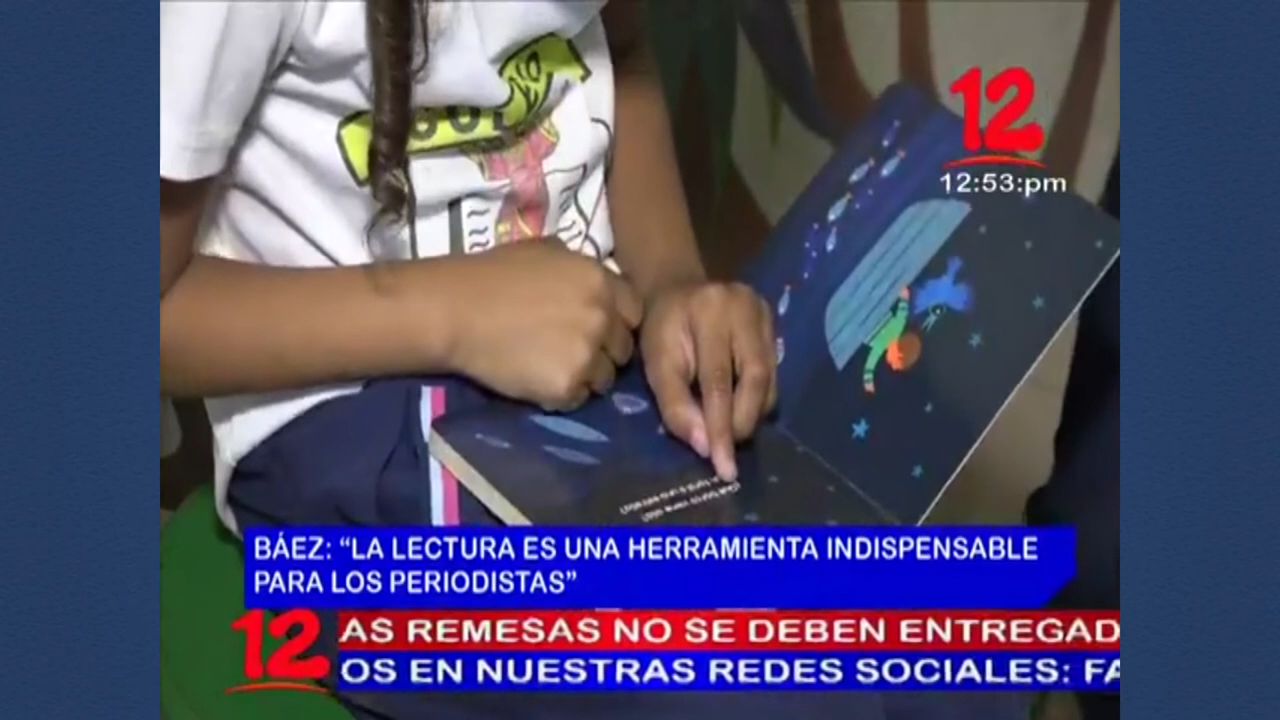 12
12:53:pm
BÁEZ: “LA LECTURA ES UNA HERRAMIENTA INDISPENSABLE
PARA LOS PERIODISTAS”
12
AS REMESAS NO SE DEBEN ENTREGAD
OS EN NUESTRAS REDES SOCIALES: FA